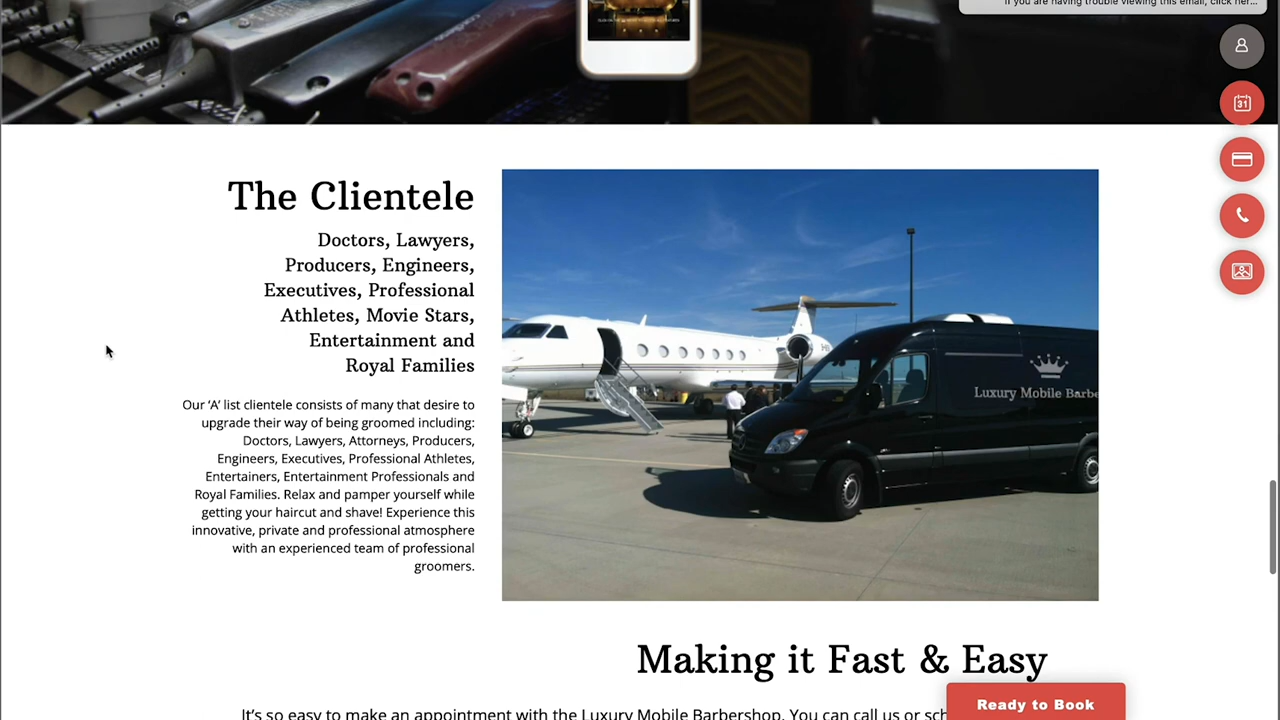 If you are having trouble viewing this email, click her...
The Clientele
Doctors, Lawyers,
Producers, Engineers,
Executives, Professional
Athletes, Movie Stars,
Entertainment and
Royal Families
Our ‘A’ list clientele consists of many that desire to
upgrade their way of being groomed including:
Doctors, Lawyers, Attorneys, Producers,
Engineers, Executives, Professional Athletes,
Entertainers, Entertainment Professionals and
Royal Families. Relax and pamper yourself while
getting your haircut and shave! Experience this
innovative, private and professional atmosphere
with an experienced team of professional
groomers.
Luxury Mobile Barbe
31
Making it Fast & Easy
It’s so easy to make an appointment with the Luxury Mobile Barbershop. You can call us or sch
Ready to Book